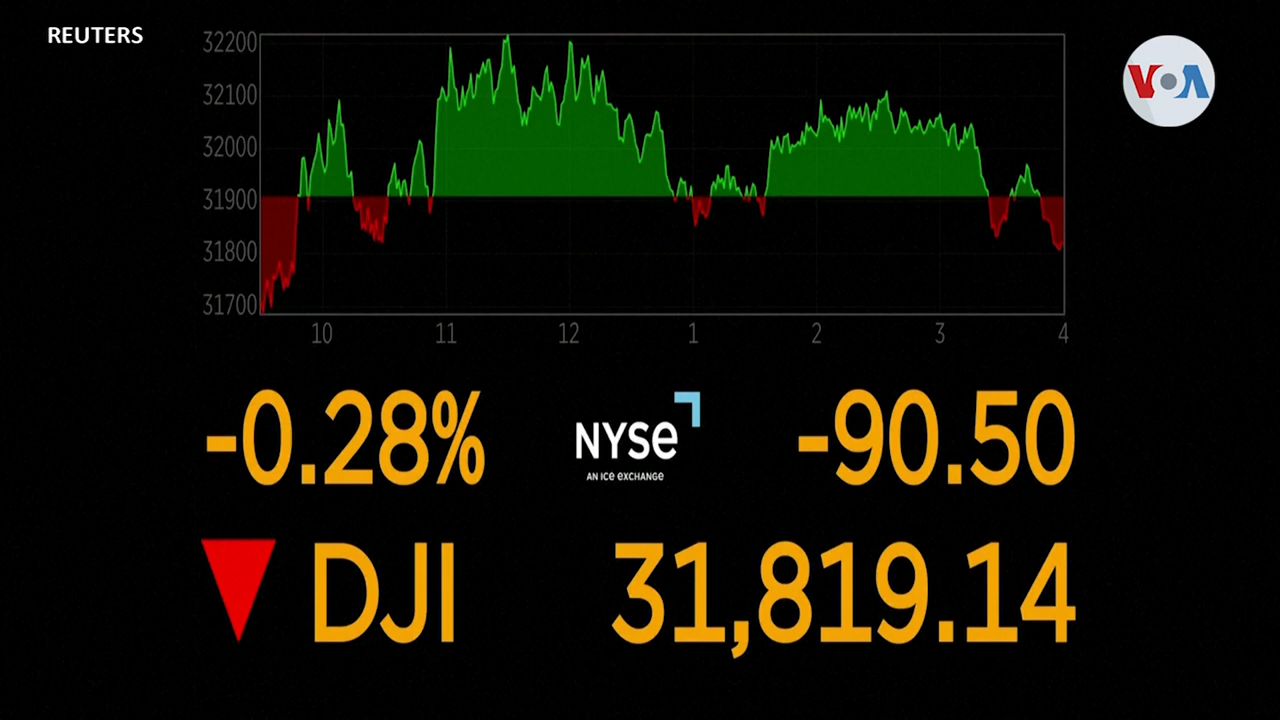 REUTERS
VOA
32200
32100
32000
31900
31800
31700
10 11 12 1 2 3 4
-0.28%
NYSE
AN ICE EXCHANGE
-90.50
DJI
31,819.14